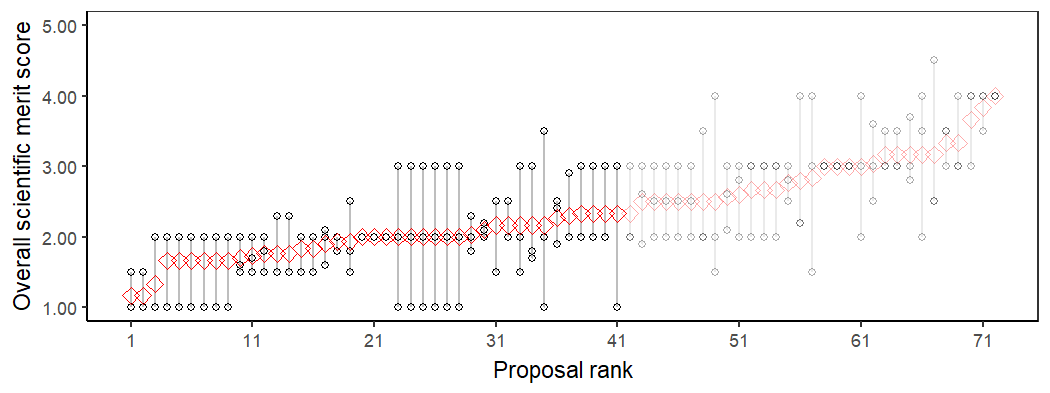 Overall scientific merit score
5.00
4.00
3.00
2.00
1.00
1 11 21 31 41 51 61 71
Proposal rank